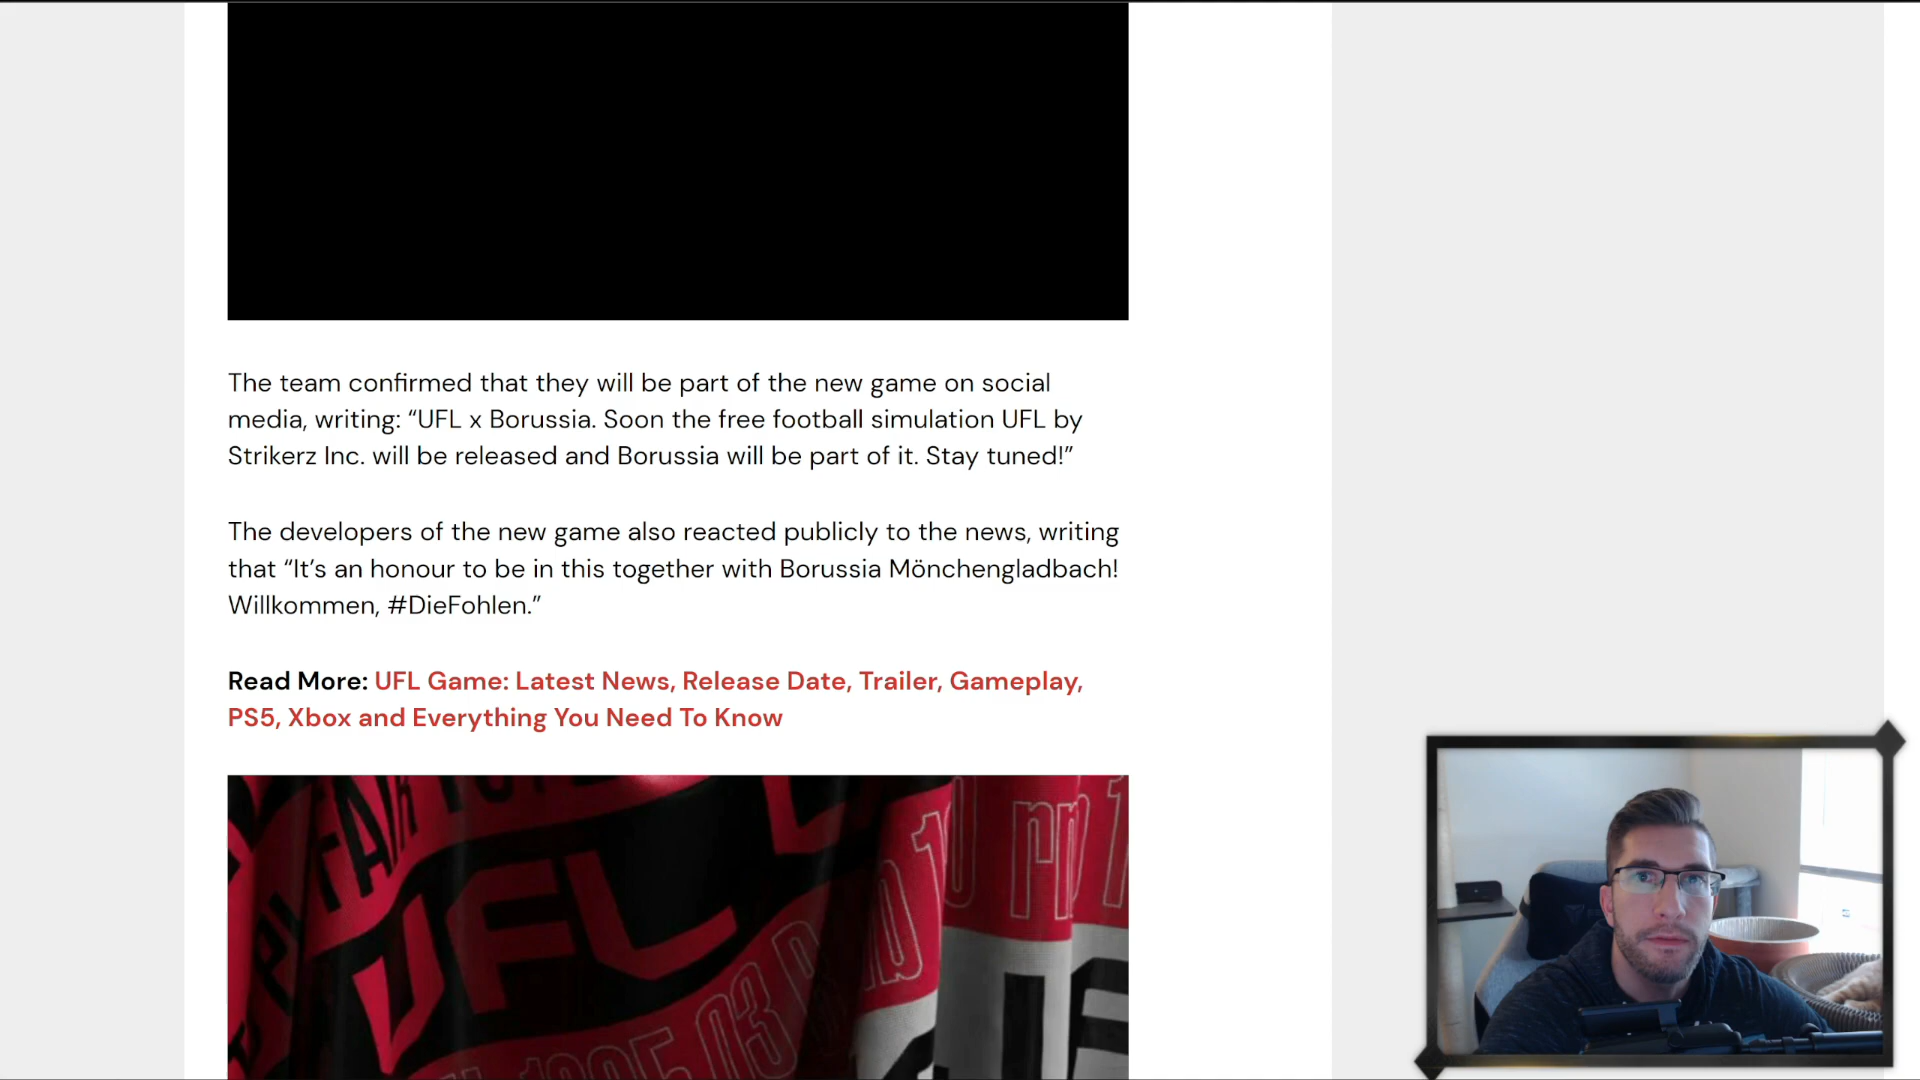 The team confirmed that they will be part of the new game on social
media, writing: “UFL x Borussia. Soon the free football simulation UFL by
Strikerz Inc. will be released and Borussia will be part of it. Stay tuned!”
The developers of the new game also reacted publicly to the news, writing
that “It’s an honour to be in this together with Borussia Mönchengladbach!
Willkommen, #DieFohlen.”
Read More: UFL Game: Latest News, Release Date, Trailer, Gameplay,
PS5, Xbox and Everything You Need To Know
UFL